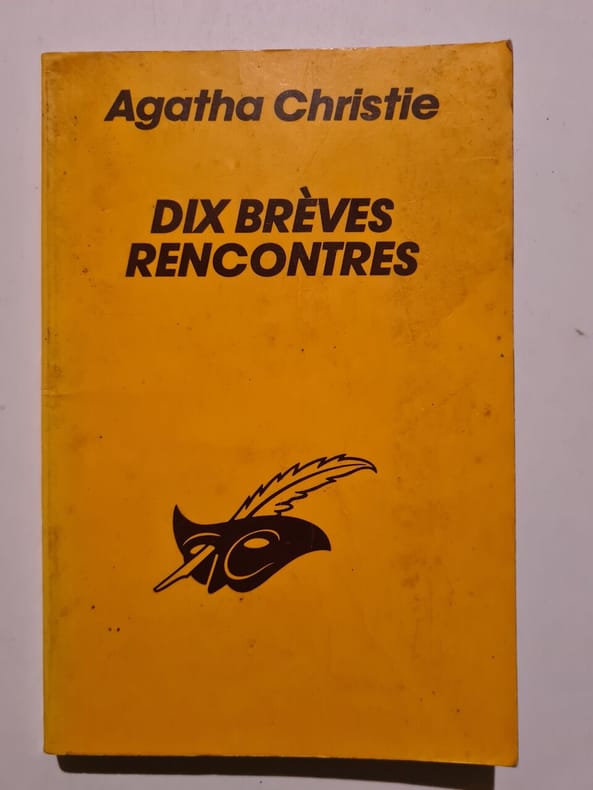 Agatha Christie
DIX BRÈVES
RENCONTRES